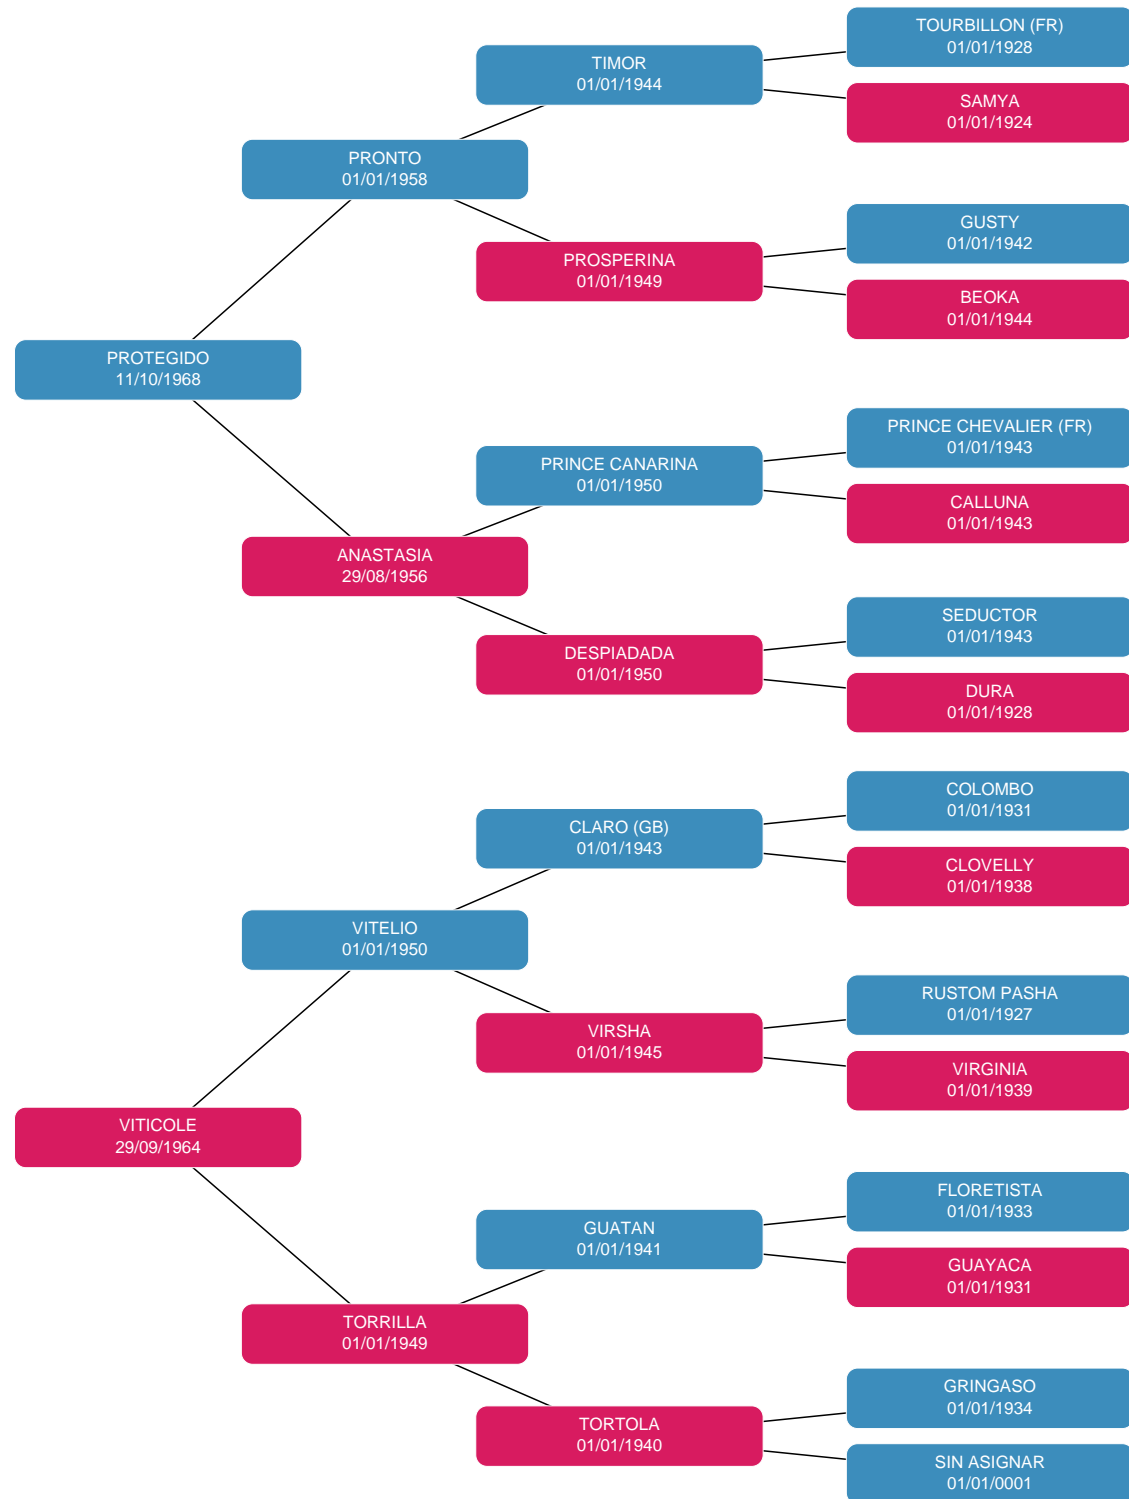 TOURBILLON (FR)
01/01/1928
TIMOR
01/01/1944
SAMYA
01/01/1924
PRONTO
01/01/1958
GUSTY
01/01/1942
PROSPERINA
01/01/1949
BEOKA
01/01/1944
PROTEGIDO
11/10/1968
PRINCE CHEVALIER (FR)
01/01/1943
PRINCE CANARINA
01/01/1950
CALLUNA
01/01/1943
ANASTASIA
29/08/1956
SEDUCTOR
01/01/1943
DESPIADADA
01/01/1950
DURA
01/01/1928
COLOMBO
01/01/1931
CLARO (GB)
01/01/1943
CLOVELLY
01/01/1938
VITELIO
01/01/1950
RUSTOM PASHA
01/01/1927
VIRSHA
01/01/1945
VIRGINIA
01/01/1939
VITICOLE
29/09/1964
FLORETISTA
01/01/1933
GUATAN
01/01/1941
GUAYACA
01/01/1931
TORRILLA
01/01/1949
GRINGASO
01/01/1934
TORTOLA
01/01/1940
SIN ASIGNAR
01/01/0001